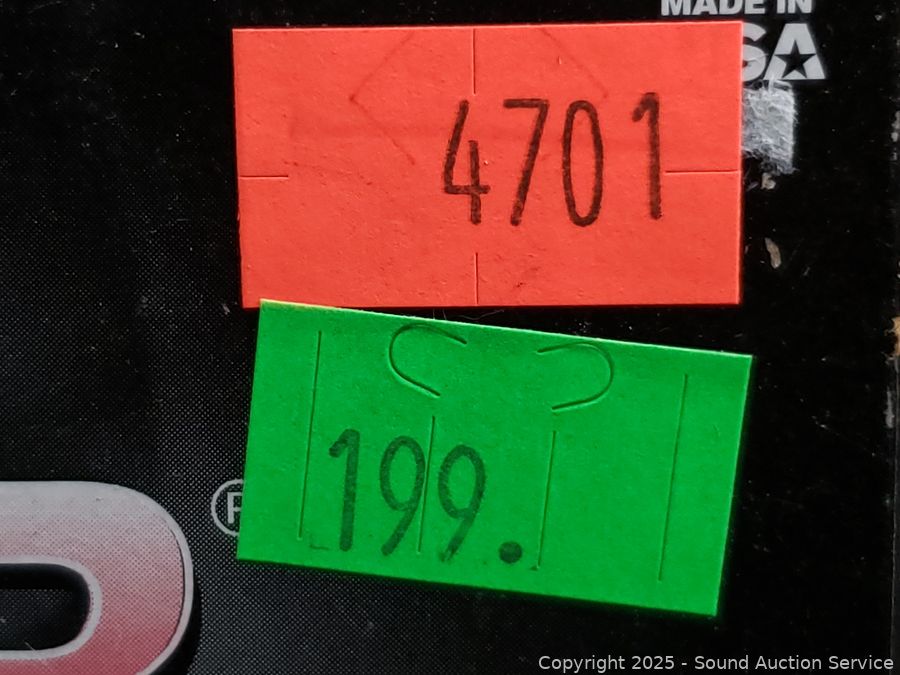 MADE IN
SA
4701
199.
®
Copyright 2025 - Sound Auction Service